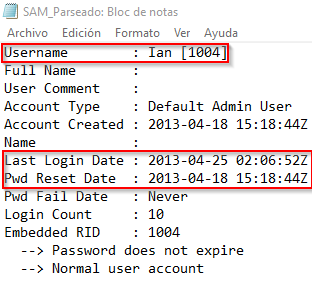 SAM_Parseado: Bloc de notas
Archivo Edición Formato Ver Ayuda
Username : Ian [1004]
Full Name :
User Comment :
Account Type : Default Admin User
Account Created : 2013-04-18 15:18:44Z
Name :
Last Login Date : 2013-04-25 02:06:52Z
Pwd Reset Date : 2013-04-18 15:18:44Z
Pwd Fail Date : Never
Login Count : 10
Embedded RID : 1004
--> Password does not expire
--> Normal user account